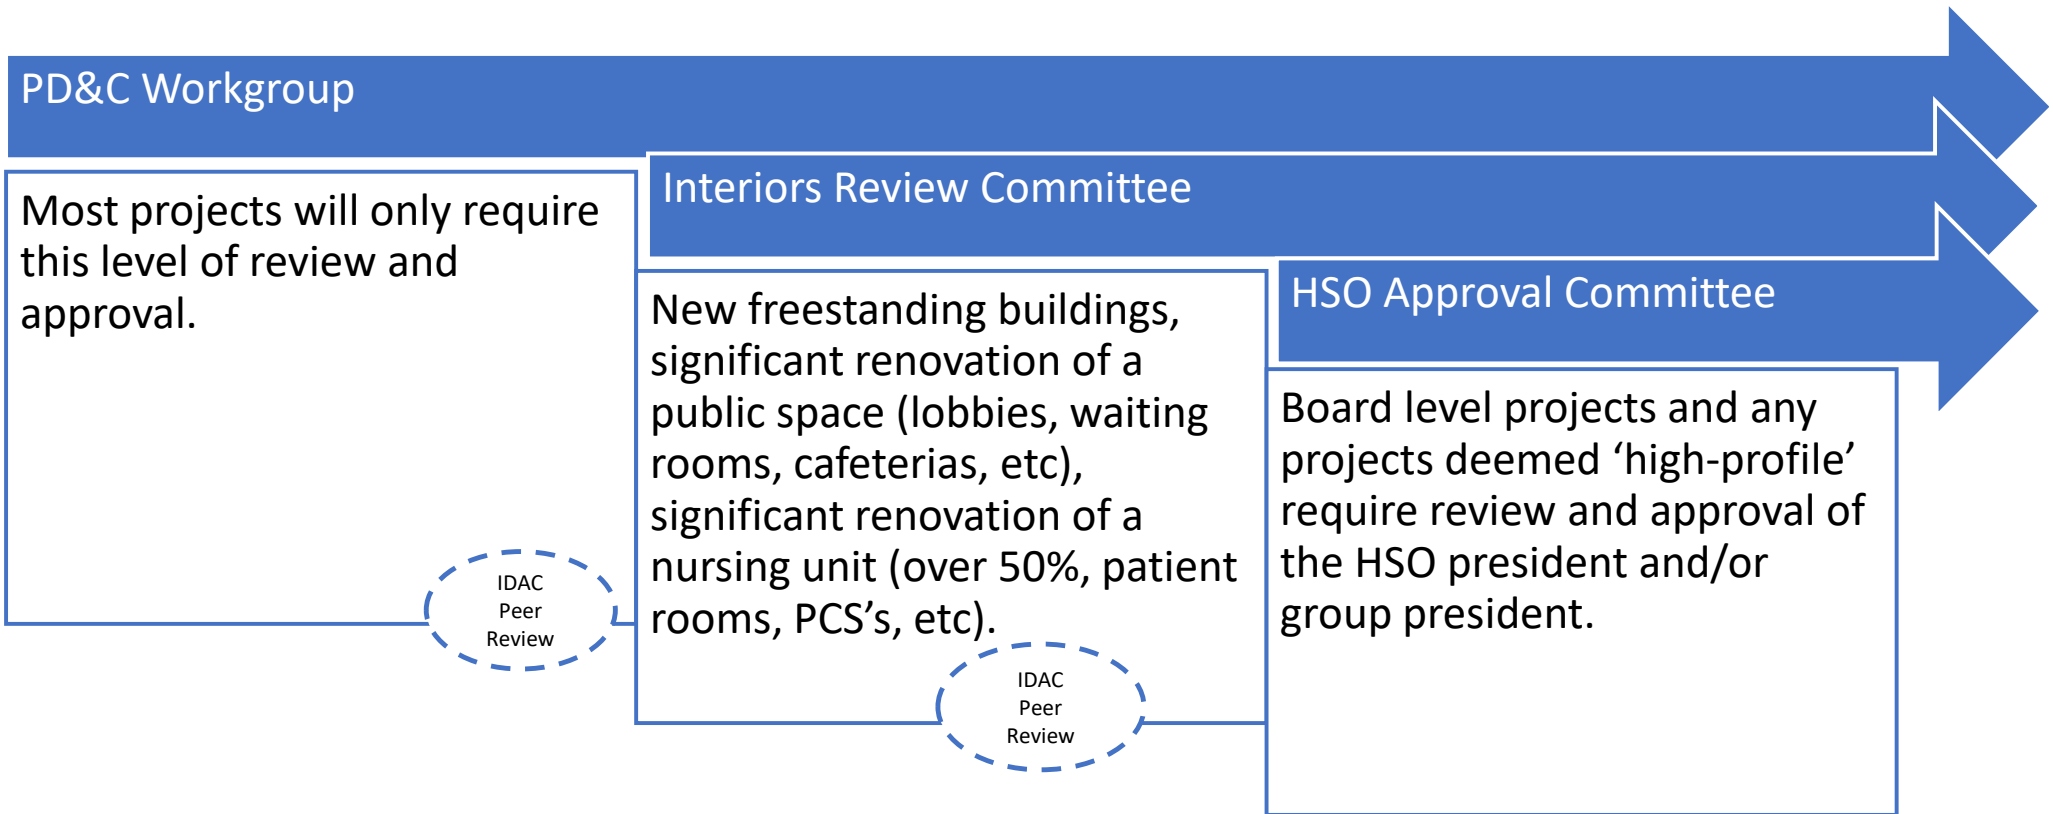 PD&C Workgroup
Most projects will only require
this level of review and
approval.
IDAC
Peer
Review
Interiors Review Committee
New freestanding buildings,
significant renovation of a
public space (lobbies, waiting
rooms, cafeterias, etc),
significant renovation of a
nursing unit (over 50%, patient
rooms, PCS’s, etc).
IDAC
Peer
Review
HSO Approval Committee
Board level projects and any
projects deemed ‘high-profile’
require review and approval of
the HSO president and/or
group president.